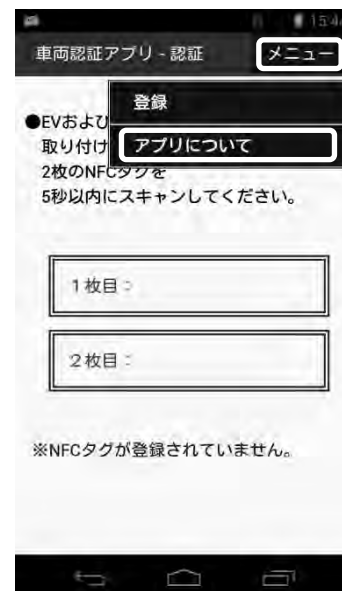 15:4
車両認証アプリ - 認証
メニュー
登録
アプリについて
●EVおよび
取り付け
2枚のNFCタグを
5秒以内にスキャンしてください。
1枚目：
2枚目：
※NFCタグが登録されていません。